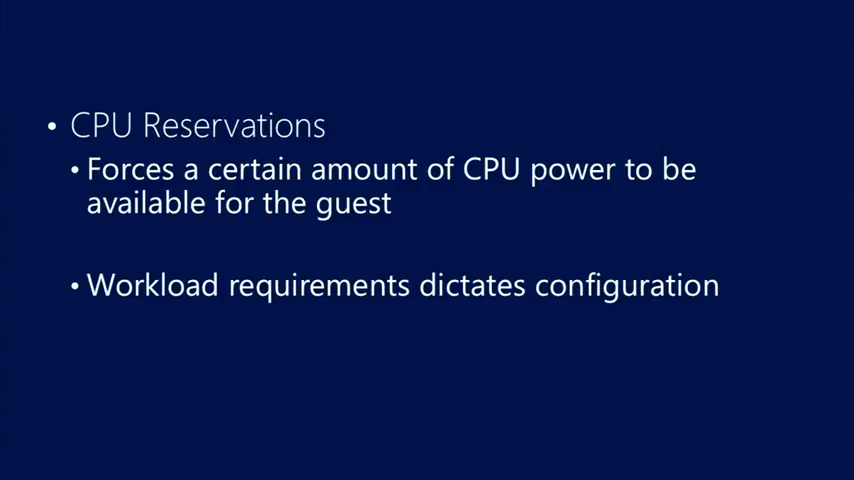 • CPU Reservations
• Forces a certain amount of CPU power to be
available for the guest
• Workload requirements dictates configuration